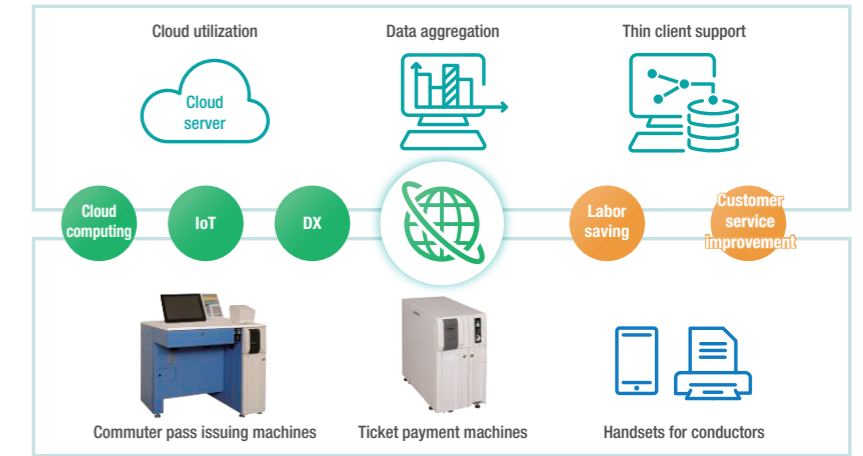 Cloud utilization
Data aggregation
Thin client support
Cloud
server
Cloud
computing
IoT
DX
Labor
saving
Customer
service
improvement
Commuter pass issuing machines
Ticket payment machines
Handsets for conductors